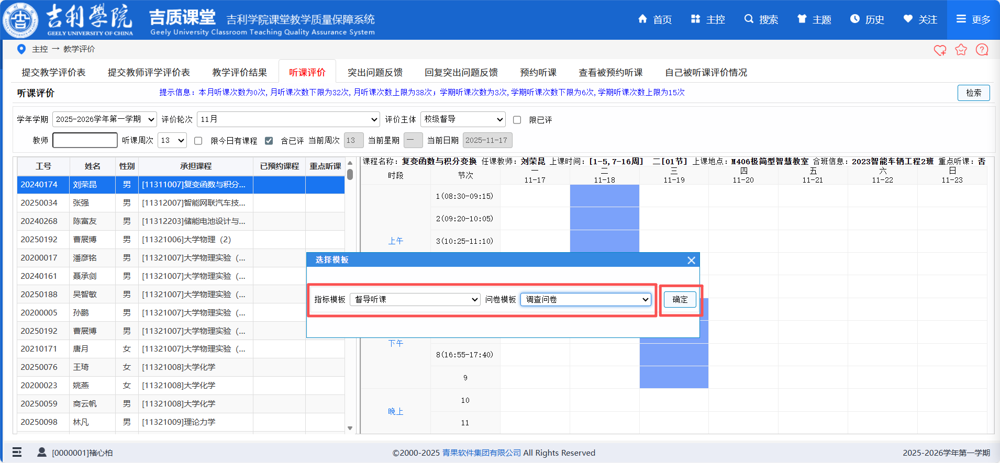 吉利學院
GEELY UNIVERSITY OF CHINA
吉质课堂 吉利学院课堂教学质量保障系统
Geely University Classroom Teaching Quality Assurance System
首页 主控 搜索 主题 历史 关注 更多
主控 → 教学评价
提交教学评价表 提交教师评学评价表 教学评价结果 听课评价 突出问题反馈 回复突出问题反馈 预约听课 查看被预约听课 自己被听课评价情况
听课评价 提示信息：本月听课次数为0次, 月听课次数下限为32次, 月听课次数上限为38次；学期听课次数为3次, 学期听课次数下限为6次, 学期听课次数上限为15次 检索
学年学期 2025-2026学年第一学期 评价轮次 11月 评价主体 校级督导 限已评
教师 听课周次 13 限今日有课程 含已评 当前周次 13 当前星期 一 当前日期 2025-11-17
工号 姓名 性别 承担课程 已预约课程 重点听课
20240174 刘荣昆 男 [11311007]复变函数与积分...
20250034 张强 男 [11312007]智能网联汽车技...
20240268 陈富友 男 [11312203]储能电池设计与...
20250192 曹展博 男 [11321006]大学物理（2）
20200017 潘彦铭 男 [11321007]大学物理实验（...
20240161 聂承剑 男 [11321007]大学物理实验（...
20250188 吴智敏 男 [11321007]大学物理实验（...
20200005 孙鹏 男 [11321007]大学物理实验（...
20250192 曹展博 男 [11321007]大学物理实验（...
20210171 唐月 女 [11321007]大学物理实验（...
20250076 王琦 女 [11321008]大学化学
20200023 姚燕 女 [11321008]大学化学
20250059 商云帆 男 [11321008]大学化学
20250098 林凡 男 [11321009]理论力学
课程名称：复变函数与积分变换 任课教师：刘荣昆 上课时间：[1-5,7-16周] 二[01节] 上课地点：M406极简型智慧教室 合班信息：2023智能车辆工程2班 重点听课：否
时段 节次 一 二 三 四 五 六 日
11-17 11-18 11-19 11-20 11-21 11-22 11-23
1(08:30-09:15)
2(09:20-10:05)
上午 3(10:25-11:10)
选择模板
指标模板 督导听课 问卷模板 调查问卷 确定
下午
8(16:55-17:40)
9
10
晚上
11
[0000001]褚心柏 ©2000-2025 青果软件集团有限公司 All Rights Reserved 2025-2026学年第一学期